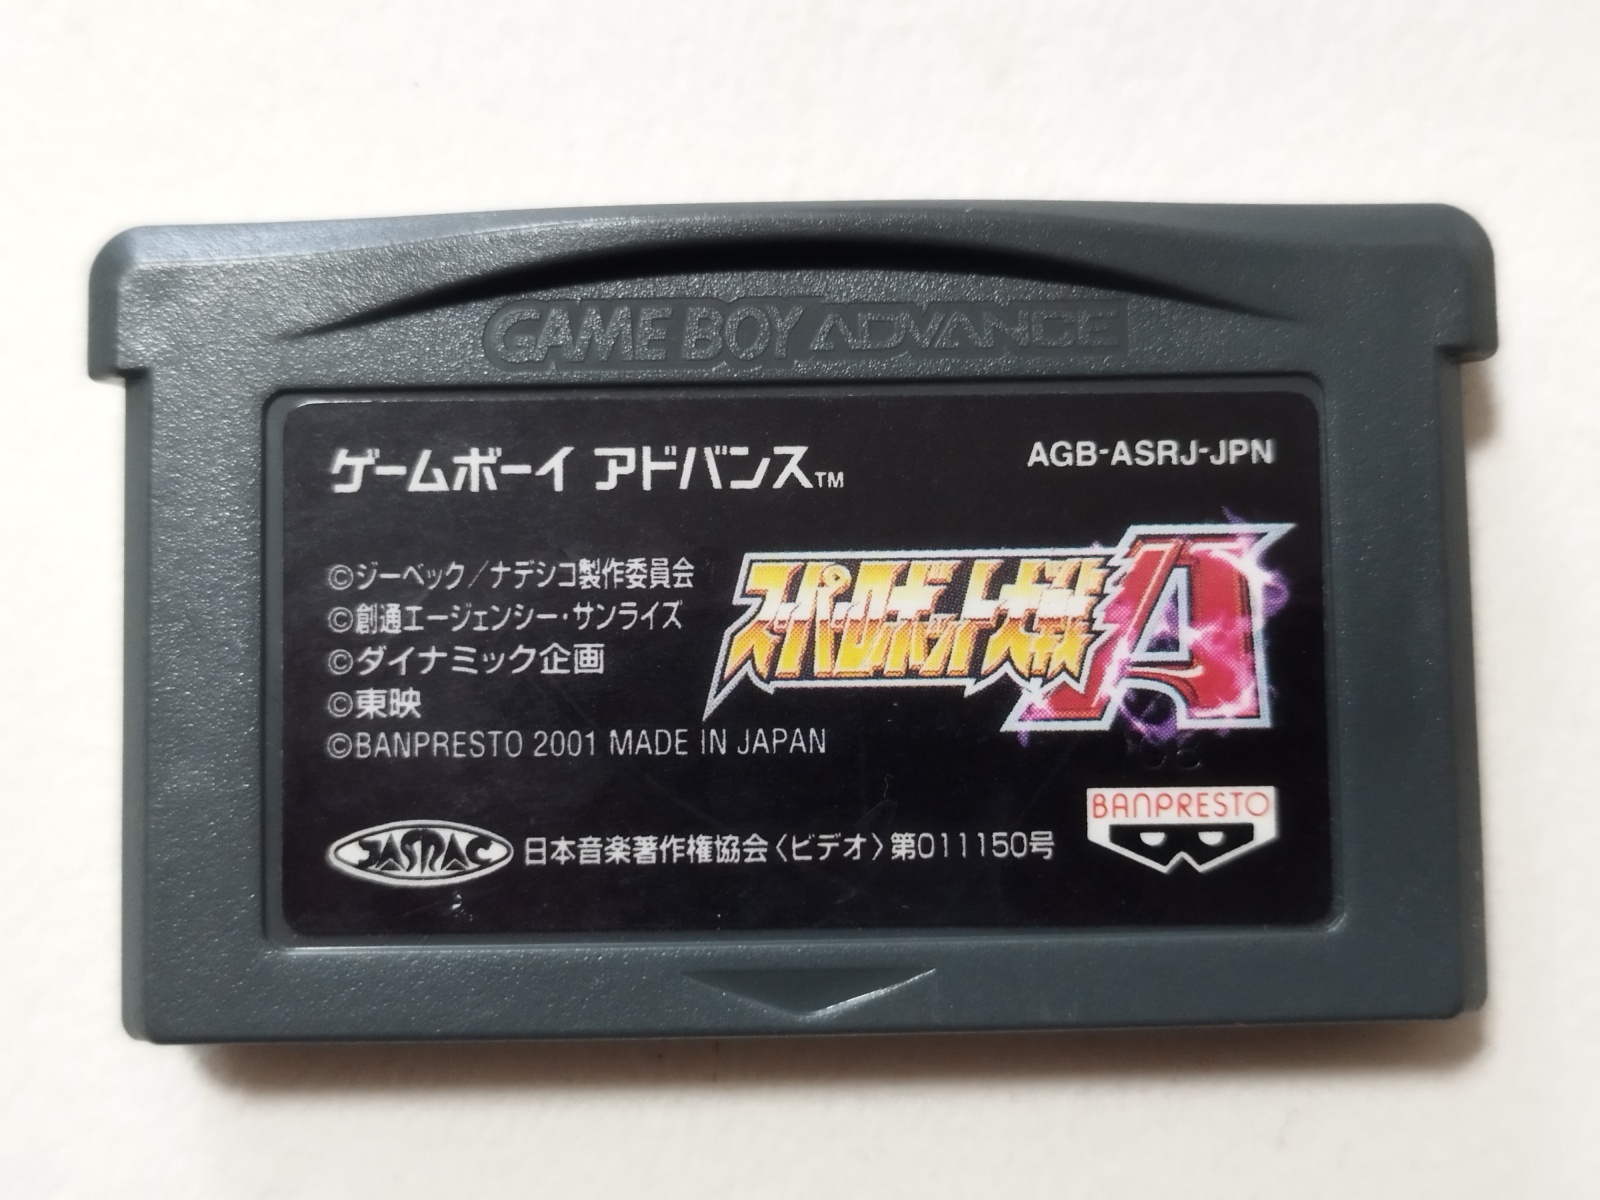 GAME BOY ADVANCE
ゲームボーイ アドバンス™
AGB-ASRJ-JPN
スーパーロボット大戦A
©ジーベック/ナデシコ製作委員会
©創通エージェンシー・サンライズ
©ダイナミック企画
©東映
©BANPRESTO 2001 MADE IN JAPAN
BANPRESTO
JASRAC
日本音楽著作権協会〈ビデオ〉第011150号